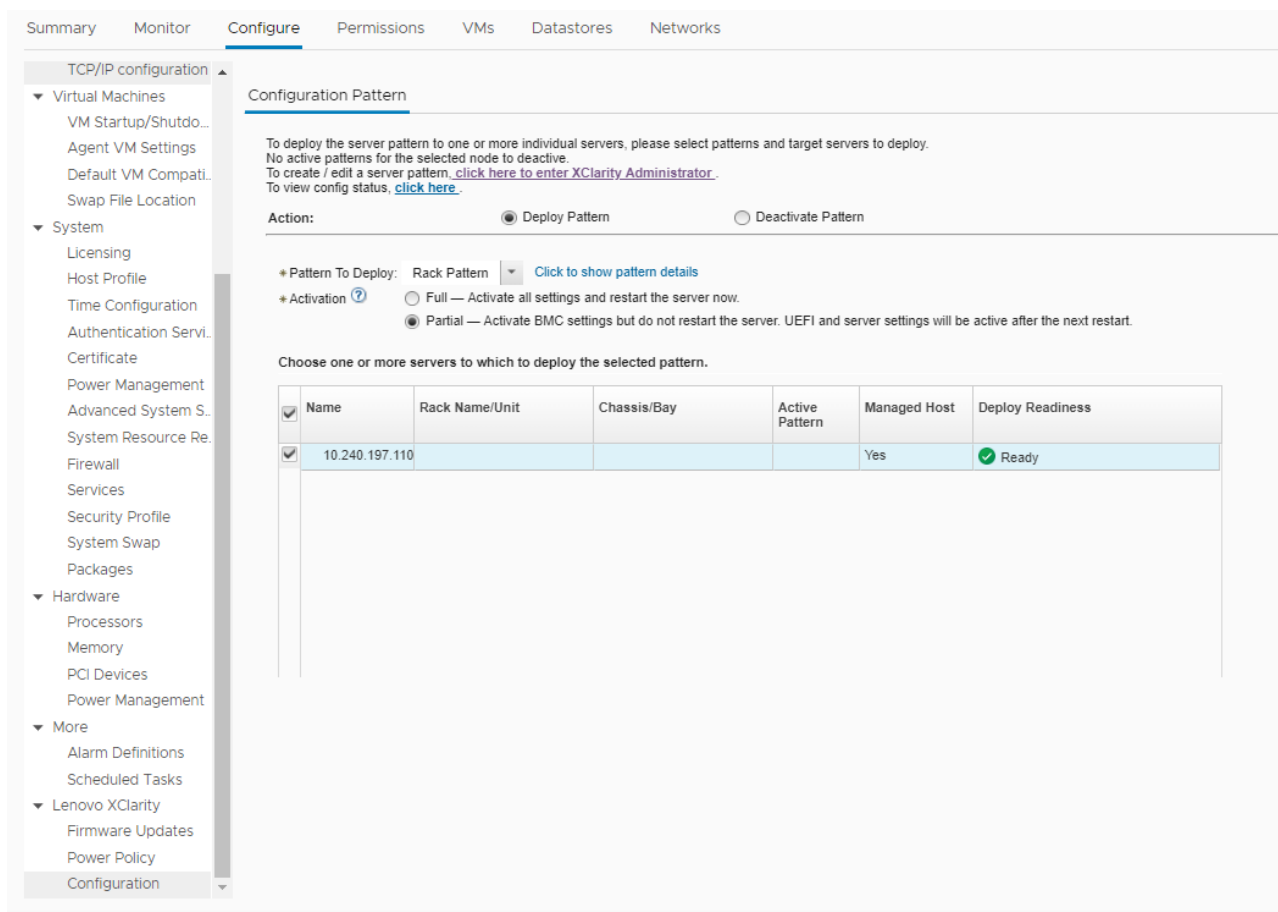 Summary Monitor Configure Permissions VMs Datastores Networks
TCP/IP configuration
Virtual Machines
VM Startup/Shutdo...
Agent VM Settings
Default VM Compati..
Swap File Location
System
Licensing
Host Profile
Time Configuration
Authentication Servi..
Certificate
Power Management
Advanced System S..
System Resource Re.
Firewall
Services
Security Profile
System Swap
Packages
Hardware
Processors
Memory
PCI Devices
Power Management
More
Alarm Definitions
Scheduled Tasks
Lenovo XClarity
Firmware Updates
Power Policy
Configuration
Configuration Pattern
To deploy the server pattern to one or more individual servers, please select patterns and target servers to deploy.
No active patterns for the selected node to deactive.
To create / edit a server pattern, click here to enter XClarity Administrator .
To view config status, click here .
Action: Deploy Pattern Deactivate Pattern
*Pattern To Deploy: Rack Pattern Click to show pattern details
*Activation ? Full — Activate all settings and restart the server now.
Partial — Activate BMC settings but do not restart the server. UEFI and server settings will be active after the next restart.
Choose one or more servers to which to deploy the selected pattern.
Name Rack Name/Unit Chassis/Bay Active Pattern Managed Host Deploy Readiness
10.240.197.110 Yes Ready